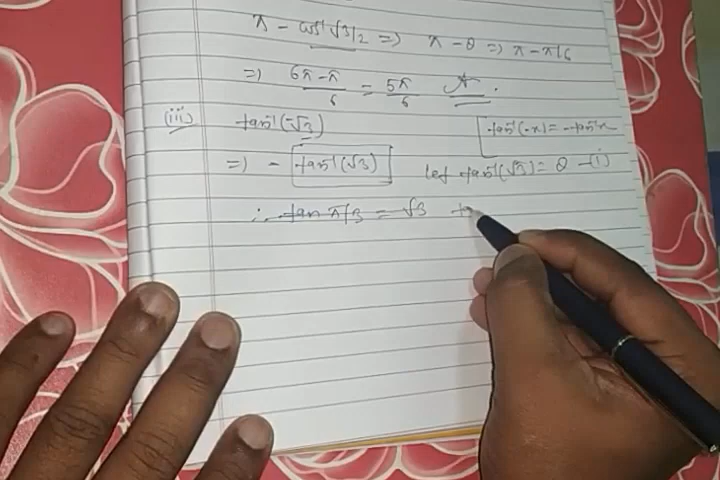 π - cos⁻¹ √3/2 => π - θ => π - π/6
=> 6π - π / 6 = 5π / 6
(iii) tan⁻¹(-√3) tan⁻¹(-x) = -tan⁻¹x
=> - tan⁻¹(√3) let tan⁻¹(√3) = θ -(i)
∴ tan π/3 = √3